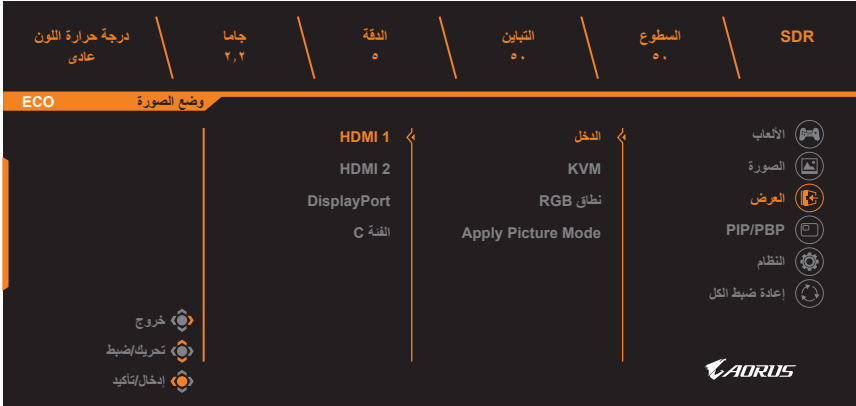 SDR
السطوع
٥٠
التباين
٥٠
الدقة
٥
جاما
٢,٢
درجة حرارة اللون
عادى
وضع الصورة ECO
الألعاب
الصورة
العرض
PIP/PBP
النظام
إعادة ضبط الكل
الدخل
KVM
نطاق RGB
Apply Picture Mode
HDMI 1
HDMI 2
DisplayPort
الفئة C
خروج
تحريك/ضبط
إدخال/تأكيد
AORUS